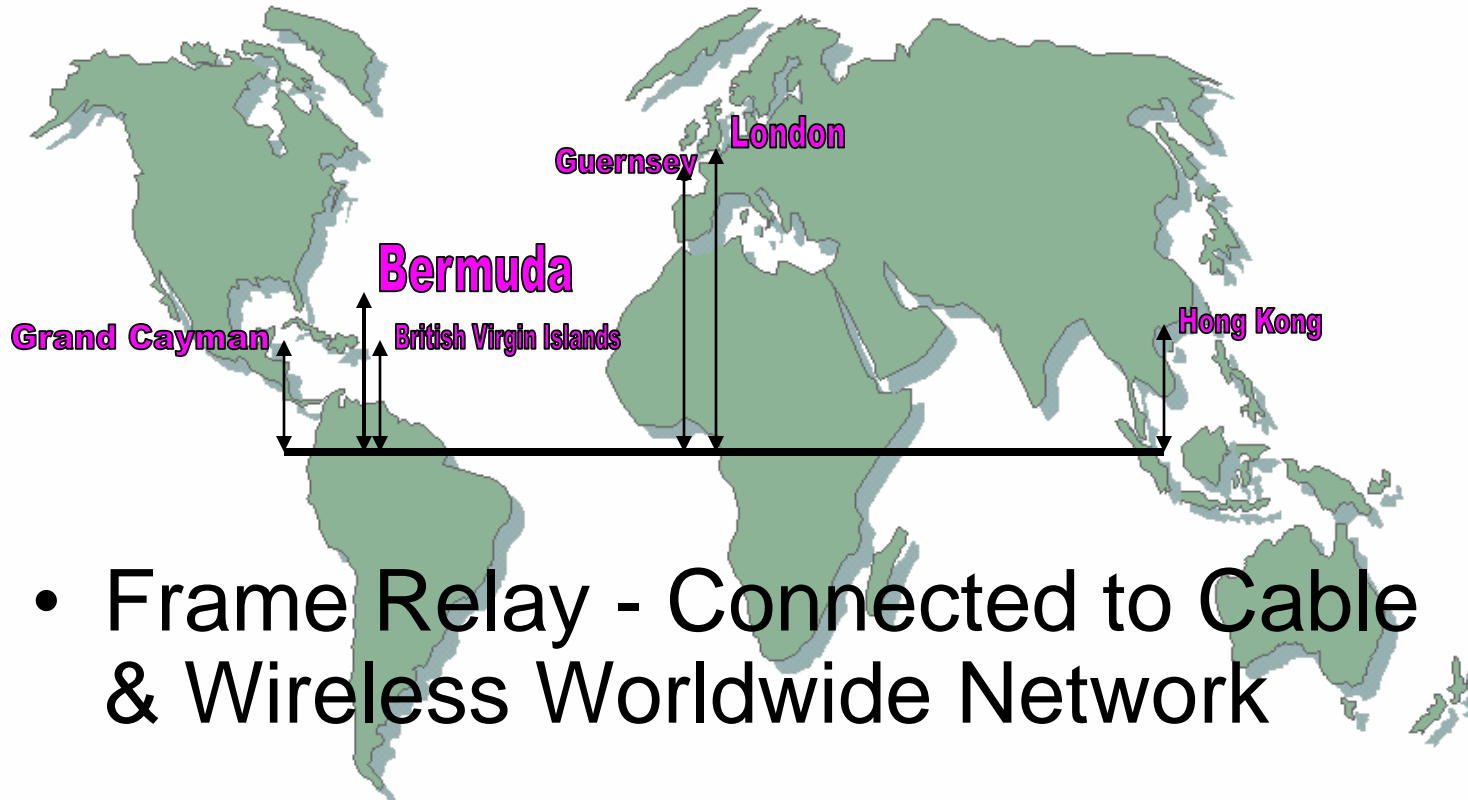 London
Guernsey
Bermuda
Grand Cayman
British Virgin Islands
Hong Kong
• Frame Relay - Connected to Cable
& Wireless Worldwide Network